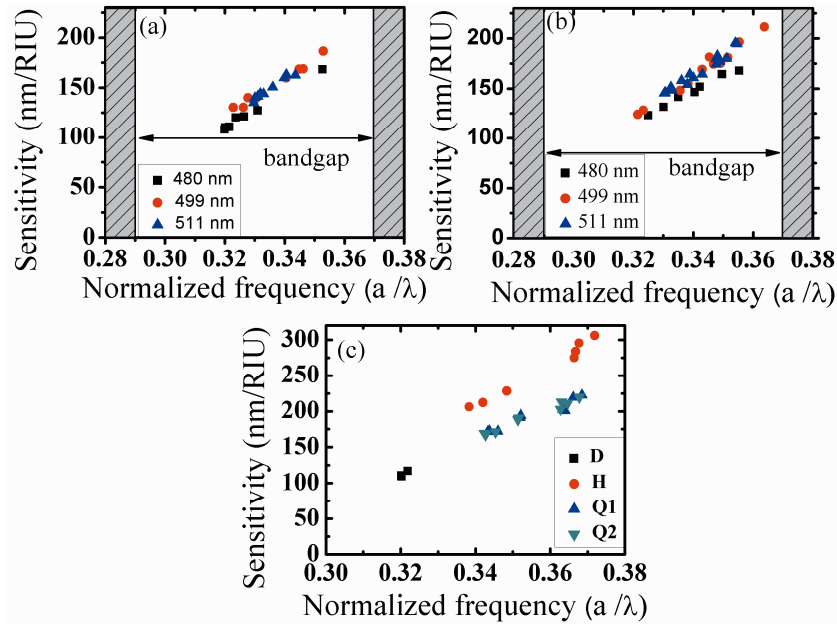 (a)
Sensitivity (nm/RIU)
200
150
100
50
0
bandgap
480 nm
499 nm
511 nm
0.28 0.30 0.32 0.34 0.36 0.38
Normalized frequency (a /λ)
(b)
Sensitivity (nm/RIU)
200
150
100
50
0
bandgap
480 nm
499 nm
511 nm
0.28 0.30 0.32 0.34 0.36 0.38
Normalized frequency (a /λ)
(c)
Sensitivity (nm/RIU)
300
250
200
150
100
50
0
D
H
Q1
Q2
0.30 0.32 0.34 0.36 0.38
Normalized frequency (a/λ)